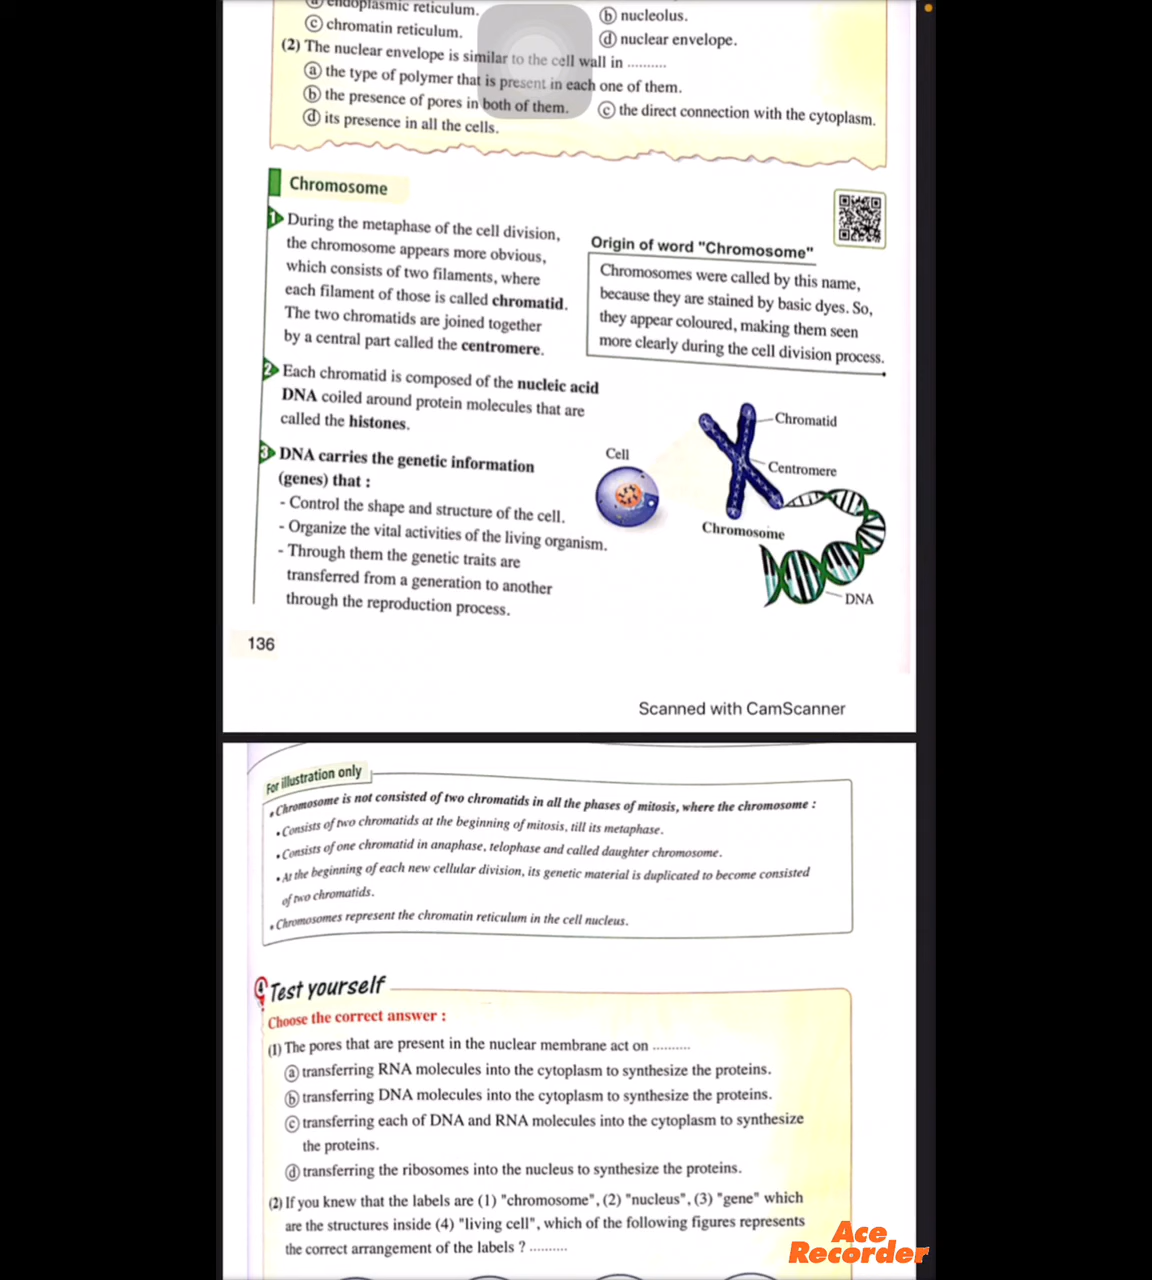 ⓐ endoplasmic reticulum.
ⓑ nucleolus.
ⓒ chromatin reticulum.
ⓓ nuclear envelope.
(2) The nuclear envelope is similar to the cell wall in ..........
ⓐ the type of polymer that is present in each one of them.
ⓑ the presence of pores in both of them. ⓒ the direct connection with the cytoplasm.
ⓓ its presence in all the cells.
Chromosome
1 During the metaphase of the cell division,
the chromosome appears more obvious,
which consists of two filaments, where
each filament of those is called chromatid.
The two chromatids are joined together
by a central part called the centromere.
Origin of word "Chromosome"
Chromosomes were called by this name,
because they are stained by basic dyes. So,
they appear coloured, making them seen
more clearly during the cell division process.
2 Each chromatid is composed of the nucleic acid
DNA coiled around protein molecules that are
called the histones.
3 DNA carries the genetic information
(genes) that :
- Control the shape and structure of the cell.
- Organize the vital activities of the living organism.
- Through them the genetic traits are
transferred from a generation to another
through the reproduction process.
Cell
Chromatid
Centromere
Chromosome
DNA
136
Scanned with CamScanner
For illustration only
• Chromosome is not consisted of two chromatids in all the phases of mitosis, where the chromosome :
• Consists of two chromatids at the beginning of mitosis, till its metaphase.
• Consists of one chromatid in anaphase, telophase and called daughter chromosome.
• At the beginning of each new cellular division, its genetic material is duplicated to become consisted
of two chromatids.
• Chromosomes represent the chromatin reticulum in the cell nucleus.
4 Test yourself
Choose the correct answer :
(1) The pores that are present in the nuclear membrane act on ..........
ⓐ transferring RNA molecules into the cytoplasm to synthesize the proteins.
ⓑ transferring DNA molecules into the cytoplasm to synthesize the proteins.
ⓒ transferring each of DNA and RNA molecules into the cytoplasm to synthesize
the proteins.
ⓓ transferring the ribosomes into the nucleus to synthesize the proteins.
(2) If you knew that the labels are (1) "chromosome", (2) "nucleus", (3) "gene" which
are the structures inside (4) "living cell", which of the following figures represents
the correct arrangement of the labels ? ..........
Ace
Recorder